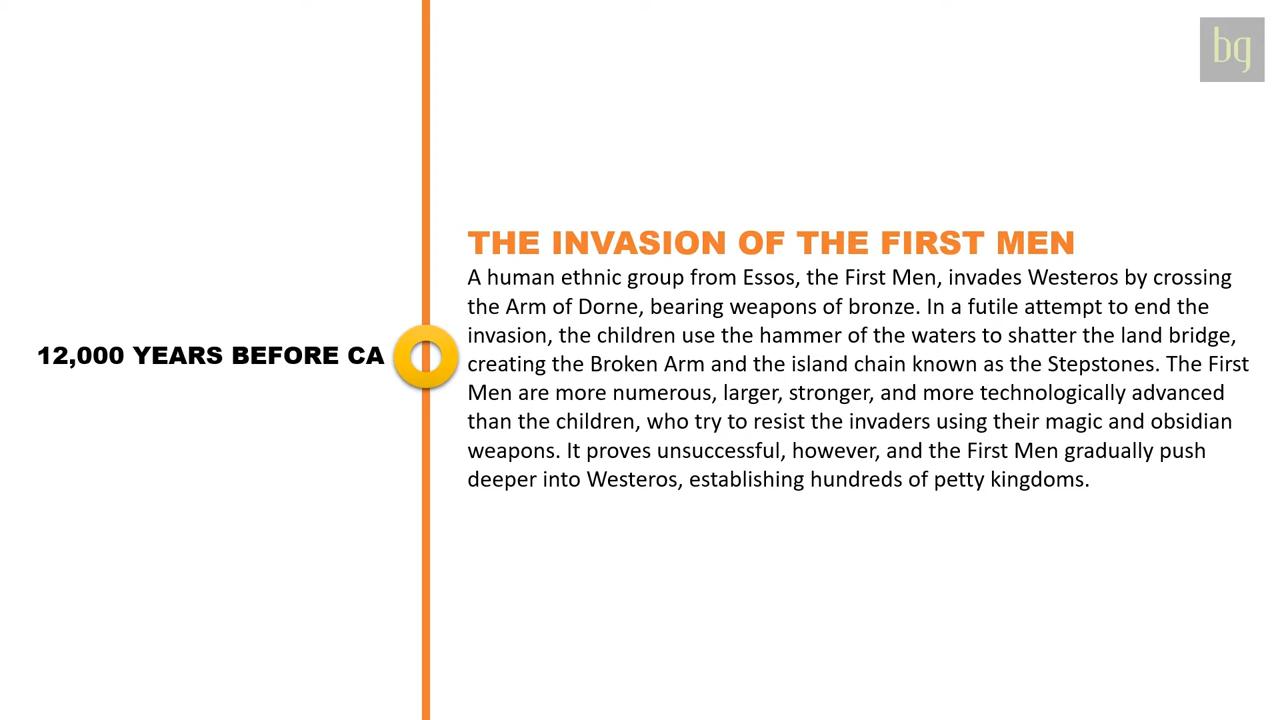 bg
THE INVASION OF THE FIRST MEN
A human ethnic group from Essos, the First Men, invades Westeros by crossing
the Arm of Dorne, bearing weapons of bronze. In a futile attempt to end the
invasion, the children use the hammer of the waters to shatter the land bridge,
creating the Broken Arm and the island chain known as the Stepstones. The First
Men are more numerous, larger, stronger, and more technologically advanced
than the children, who try to resist the invaders using their magic and obsidian
weapons. It proves unsuccessful, however, and the First Men gradually push
deeper into Westeros, establishing hundreds of petty kingdoms.
12,000 YEARS BEFORE CA